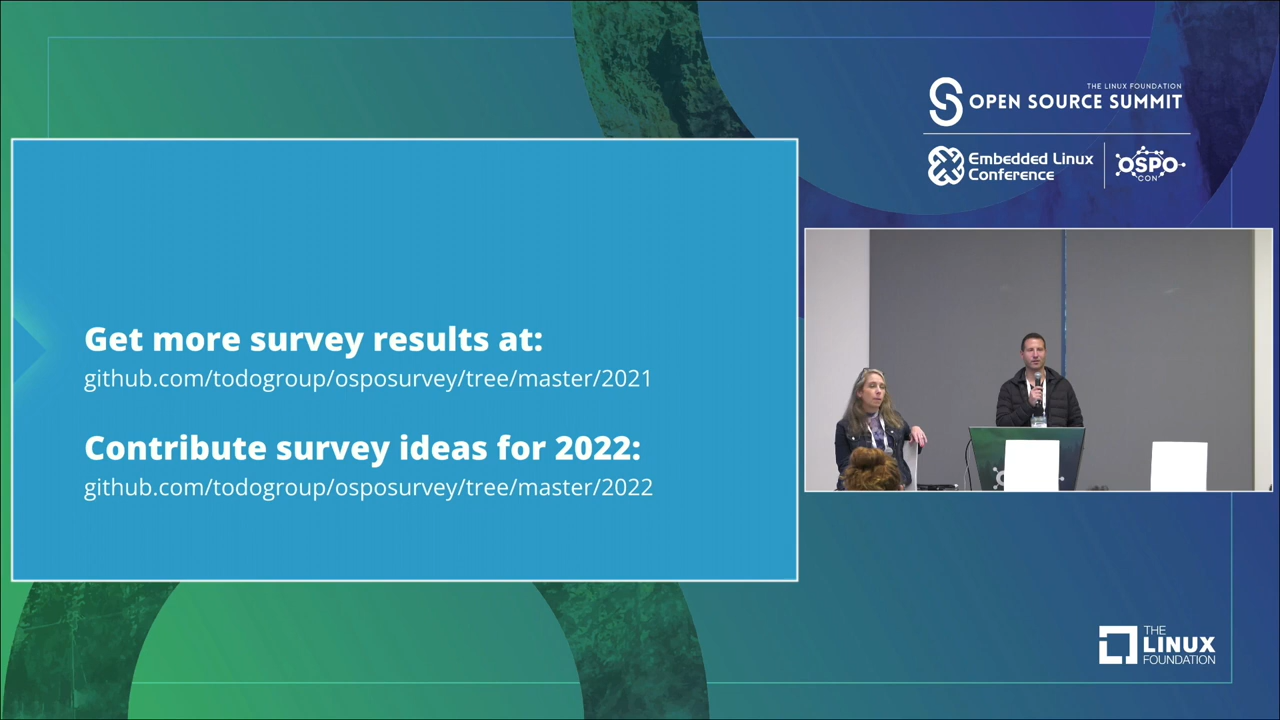 THE LINUX FOUNDATION
OPEN SOURCE SUMMIT
Embedded Linux
Conference
OSPO
CON
Get more survey results at:
github.com/todogroup/osposurvey/tree/master/2021
Contribute survey ideas for 2022:
github.com/todogroup/osposurvey/tree/master/2022
THE
LINUX
FOUNDATION